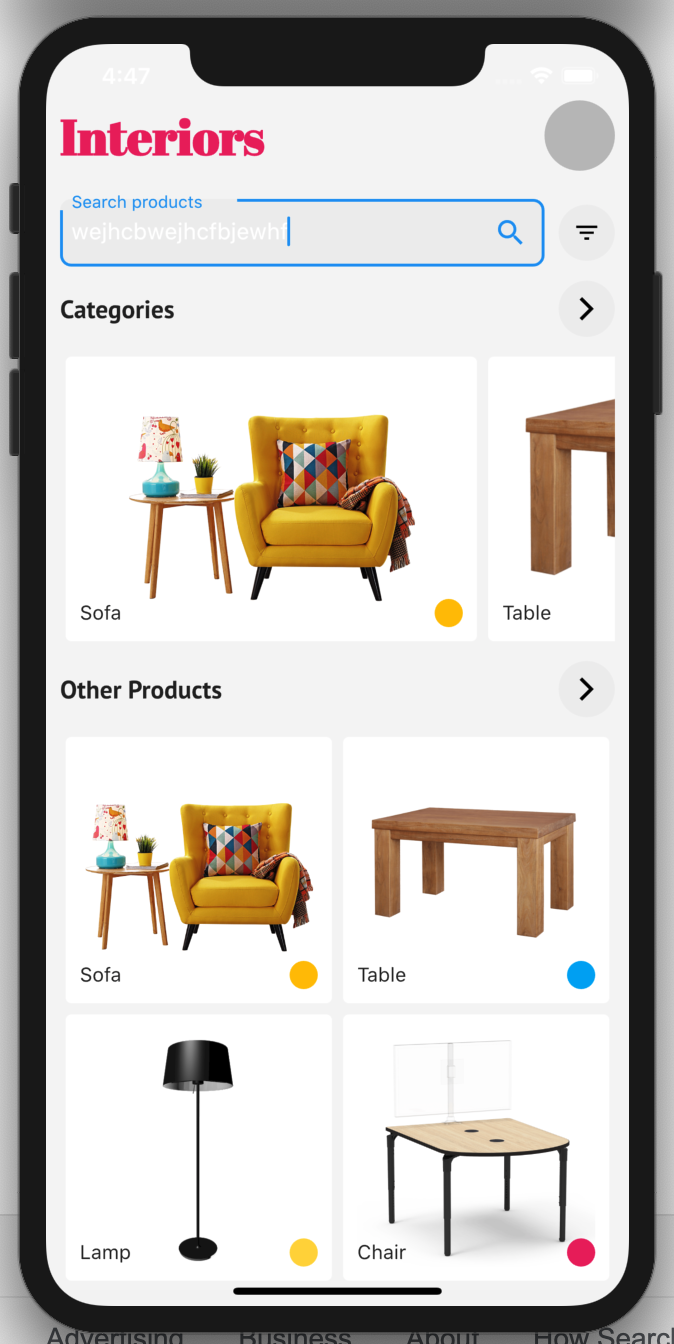 4:47
Interiors
Search products
wejhcbwejhcfbjewhf
Categories
Sofa
Table
Other Products
Sofa
Table
Lamp
Chair
Advertising Business About How Search